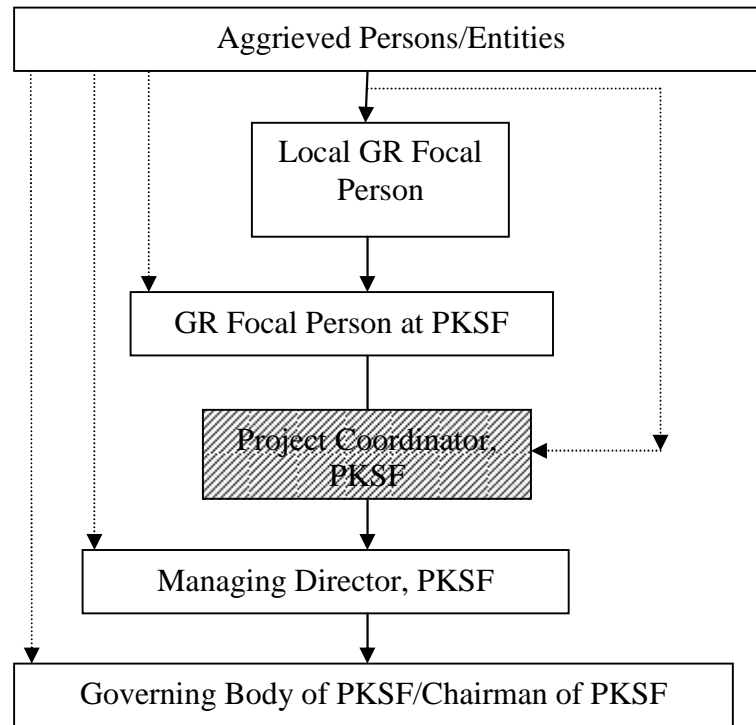 Aggrieved Persons/Entities
Local GR Focal
Person
GR Focal Person at PKSF
Project Coordinator,
PKSF
Managing Director, PKSF
Governing Body of PKSF/Chairman of PKSF